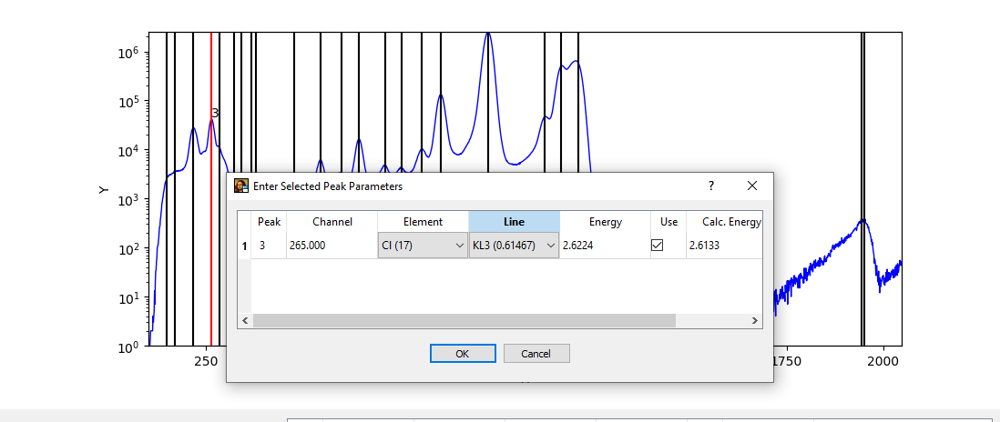 10^6
10^5
10^4
10^3
10^2
10^1
10^0
Y
3
250
1750
2000
Enter Selected Peak Parameters
?
Peak Channel Element Line Energy Use Calc. Energy
1 3 265.000 Cl (17) KL3 (0.61467) 2.6224 2.6133
OK Cancel